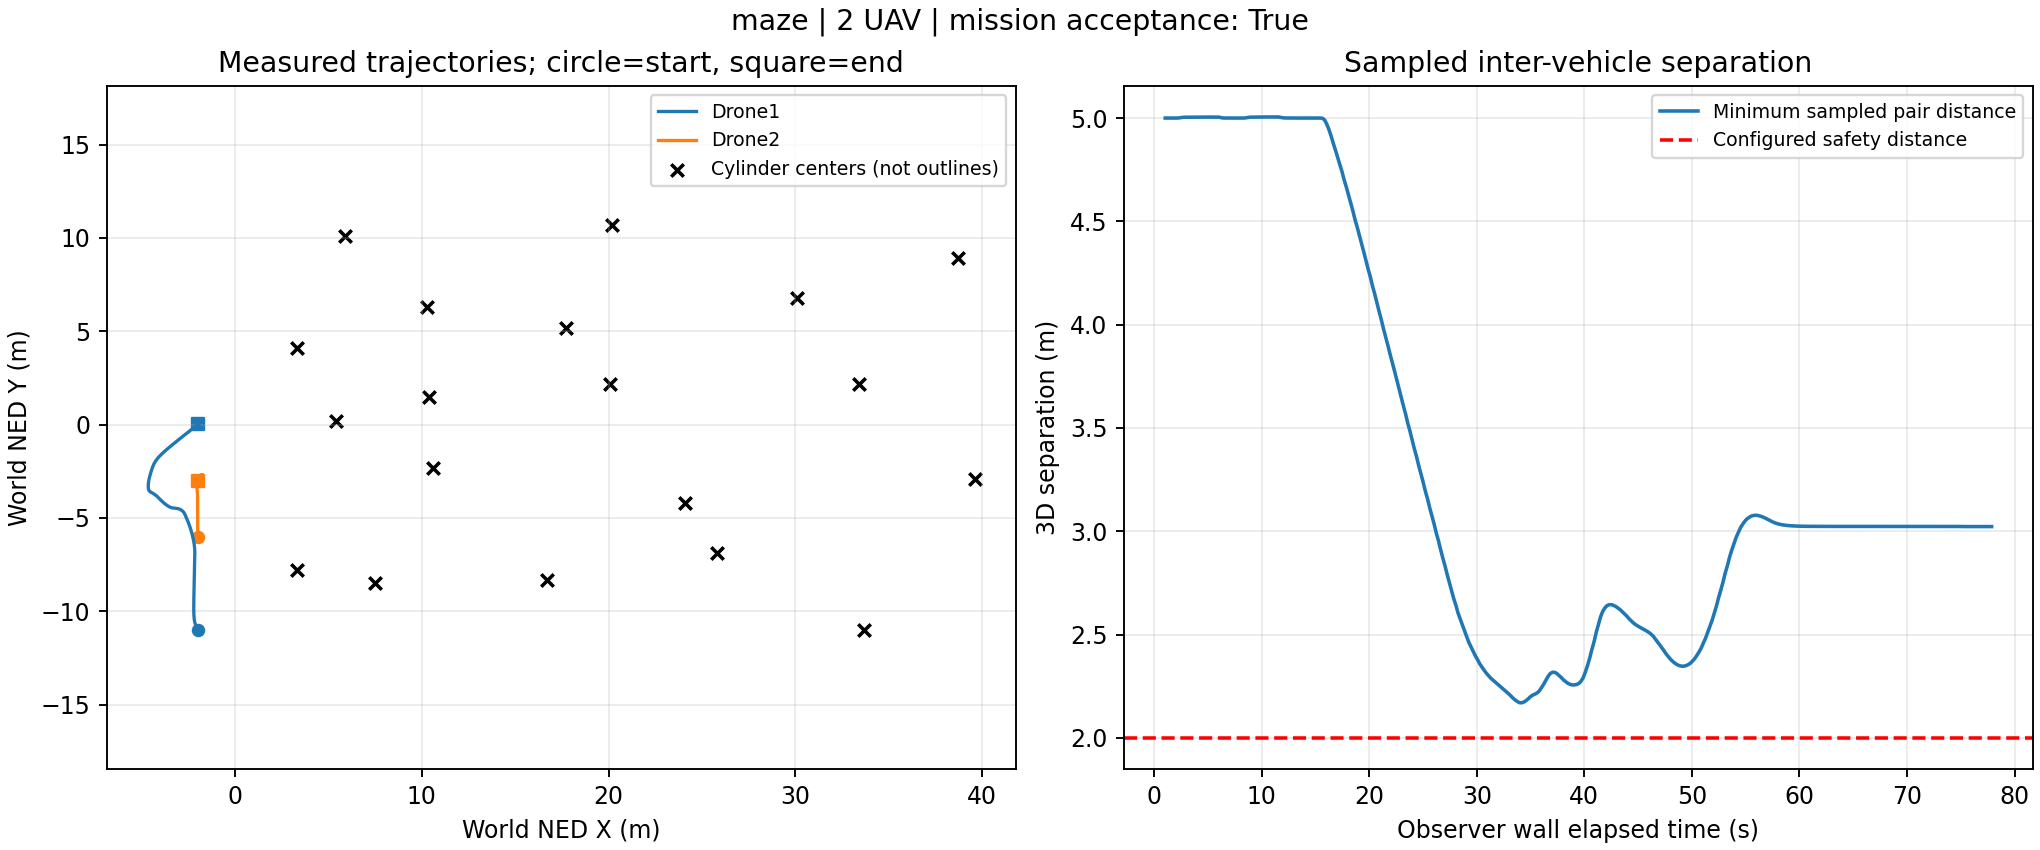 maze | 2 UAV | mission acceptance: True
Measured trajectories; circle=start, square=end
Drone1
Drone2
Cylinder centers (not outlines)
15
10
5
0
−5
−10
−15
World NED Y (m)
0
10
20
30
40
World NED X (m)
Sampled inter-vehicle separation
Minimum sampled pair distance
Configured safety distance
5.0
4.5
4.0
3.5
3.0
2.5
2.0
3D separation (m)
0
10
20
30
40
50
60
70
80
Observer wall elapsed time (s)